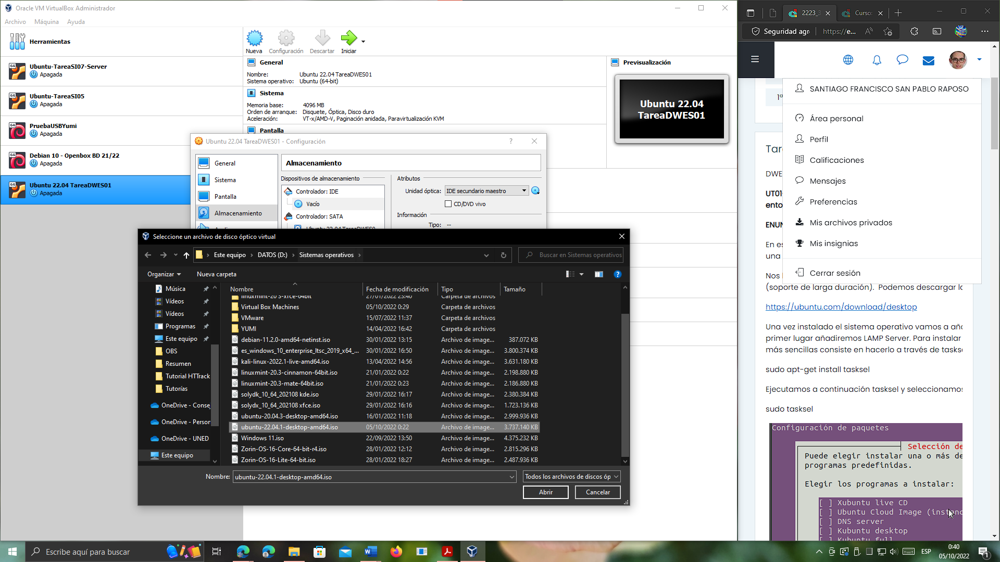 Oracle VM VirtualBox Administrador
Archivo Máquina Ayuda
Herramientas
Ubuntu-TareaSI07-Server
Apagada
Ubuntu-TareaSI05
Apagada
PruebaUSBYumi
Apagada
Debian 10 - Openbox BD 21/22
Apagada
Ubuntu 22.04 TareaDWES01
Apagada
Nueva Configuración Descartar Iniciar
General
Nombre: Ubuntu 22.04 TareaDWES01
Sistema operativo: Ubuntu (64-bit)
Sistema
Memoria base: 4096 MB
Orden de arranque: Disquete, Óptica, Disco duro
Aceleración: VT-x/AMD-V, Paginación anidada, Paravirtualización KVM
Pantalla
Previsualización
Ubuntu 22.04
TareaDWES01
Ubuntu 22.04 TareaDWES01 - Configuración
?
General
Sistema
Pantalla
Almacenamiento
Almacenamiento
Dispositivos de almacenamiento
Controlador: IDE
Vacío
Controlador: SATA
Atributos
Unidad óptica: IDE secundario maestro
CD/DVD vivo
Información
Tipo: --
Seleccione un archivo de disco óptico virtual
Este equipo > DATOS (D:) > Sistemas operativos >
Buscar en Sistemas operativos
Organizar Nueva carpeta
Música
Vídeos
Vídeos
Programas
Este equipo
OBS
Resumen
Tutorial HTTrack
Tutorías
OneDrive - Conse
OneDrive - Person
OneDrive - UNED
Este equipo
Nombre Fecha de modificación Tipo Tamaño
linuxmint-20 3-xfce-64bit 27/01/2022 23:40 Carpeta de archivos
Virtual Box Machines 05/10/2022 0:29 Carpeta de archivos
VMware 15/07/2022 11:37 Carpeta de archivos
YUMI 14/04/2022 16:42 Carpeta de archivos
debian-11.2.0-amd64-netinst.iso 30/01/2022 13:15 Archivo de image... 387.072 KB
es_windows_10_enterprise_ltsc_2019_x64_... 30/01/2022 16:50 Archivo de image... 3.800.374 KB
kali-linux-2022.1-live-amd64.iso 13/04/2022 14:56 Archivo de image... 3.631.180 KB
linuxmint-20.3-cinnamon-64bit.iso 21/01/2022 0:22 Archivo de image... 2.198.880 KB
linuxmint-20.3-mate-64bit.iso 21/01/2022 0:23 Archivo de image... 2.186.880 KB
solydk_10_64_202108 kde.iso 29/01/2022 16:17 Archivo de image... 2.380.384 KB
solydx_10_64_202108 xfce.iso 29/01/2022 16:16 Archivo de image... 1.723.136 KB
ubuntu-20.04.3-desktop-amd64.iso 16/01/2022 11:18 Archivo de image... 2.999.936 KB
ubuntu-22.04.1-desktop-amd64.iso 05/10/2022 0:22 Archivo de image... 3.737.140 KB
Windows 11.iso 22/09/2022 13:50 Archivo de image... 4.375.232 KB
Zorin-OS-16-Core-64-bit-r4.iso 28/01/2022 12:12 Archivo de image... 2.815.296 KB
Zorin-OS-16-Lite-64-bit.iso 28/01/2022 18:27 Archivo de image... 2.487.936 KB
Nombre: ubuntu-22.04.1-desktop-amd64.iso
Todos los archivos de discos óp
Abrir Cancelar
2223_3 Curso:
Seguridad agr https://e...
SANTIAGO FRANCISCO SAN PABLO RAPOSO
Área personal
Perfil
Calificaciones
Mensajes
Preferencias
Mis archivos privados
Mis insignias
Cerrar sesión
1ª
Tar
DWE
UT01
ento
ENUN
En es
una
Nos l
(soporte de larga duración). Podemos descargar lo
https://ubuntu.com/download/desktop
Una vez instalado el sistema operativo vamos a aña
primer lugar añadiremos LAMP Server. Para instalar
más sencillas consiste en hacerlo a través de taskse
sudo apt-get install tasksel
Ejecutamos a continuación tasksel y seleccionamos
sudo tasksel
Configuración de paquetes
Selección de
Puede elegir instalar una o más de
programas predefinidas.
Elegir los programas a instalar:
[ ] Xubuntu live CD
[ ] Ubuntu Cloud Image (instanc
[ ] DNS server
[ ] Kubuntu desktop
[ ] Kubuntu full
Escribe aquí para buscar
ESP
0:40
05/10/2022
1